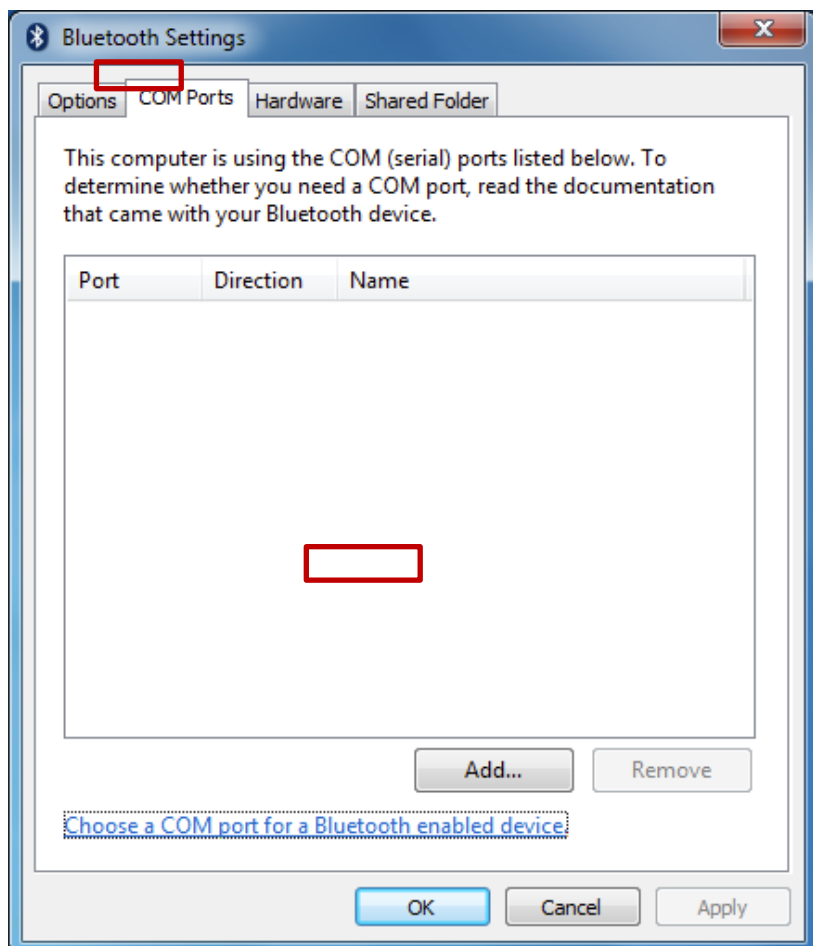 Bluetooth Settings
Options COM Ports Hardware Shared Folder
This computer is using the COM (serial) ports listed below. To
determine whether you need a COM port, read the documentation
that came with your Bluetooth device.
Port Direction Name
Add... Remove
Choose a COM port for a Bluetooth enabled device.
OK Cancel Apply